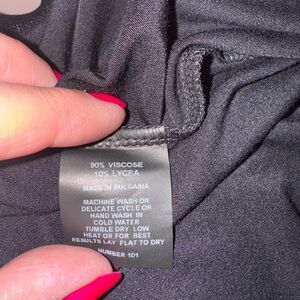 90% VISCOSE
10% LYCRA
MADE IN BULGARIA
MACHINE WASH ON
DELICATE CYCLE OR
HAND WASH IN
COLD WATER
TUMBLE DRY LOW
HEAT OR FOR BEST
RESULTS LAY FLAT TO DRY
NUMBER 101